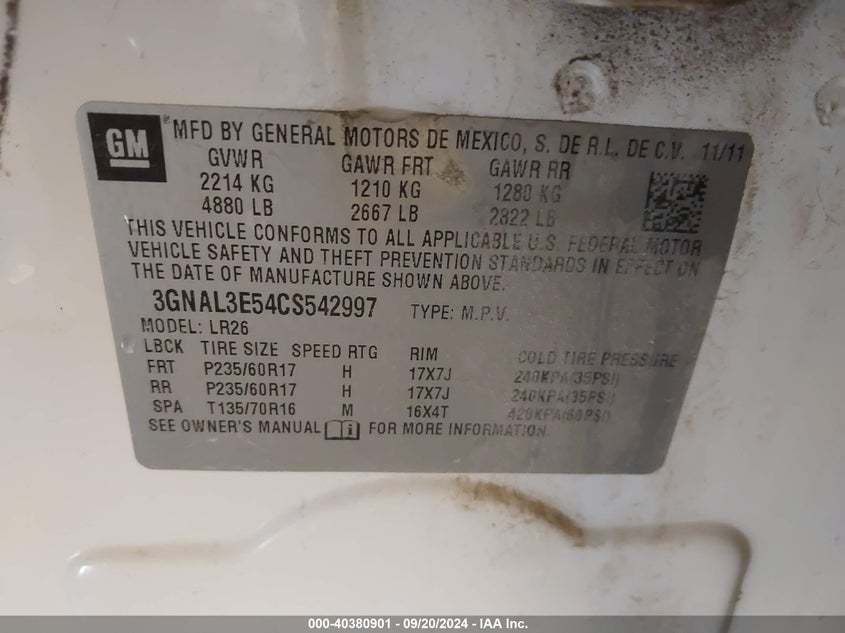 GM ® MFD BY GENERAL MOTORS DE MEXICO, S. DE R.L. DE C.V. 11/11
GVWR GAWR FRT GAWR RR
2214 KG 1210 KG 1280 KG
4880 LB 2667 LB 2822 LB
THIS VEHICLE CONFORMS TO ALL APPLICABLE U.S. FEDERAL MOTOR
VEHICLE SAFETY AND THEFT PREVENTION STANDARDS IN EFFECT ON
THE DATE OF MANUFACTURE SHOWN ABOVE.
3GNAL3E54CS542997 TYPE: M.P.V.
MODEL: LR26
LBCK TIRE SIZE SPEED RTG RIM COLD TIRE PRESSURE
FRT P235/60R17 H 17X7J 240KPA(35PSI)
RR P235/60R17 H 17X7J 240KPA(35PSI)
SPA T135/70R16 M 16X4T 420KPA(60PSI)
SEE OWNER'S MANUAL i FOR MORE INFORMATION.
000-40380901 - 09/20/2024 - IAA Inc.